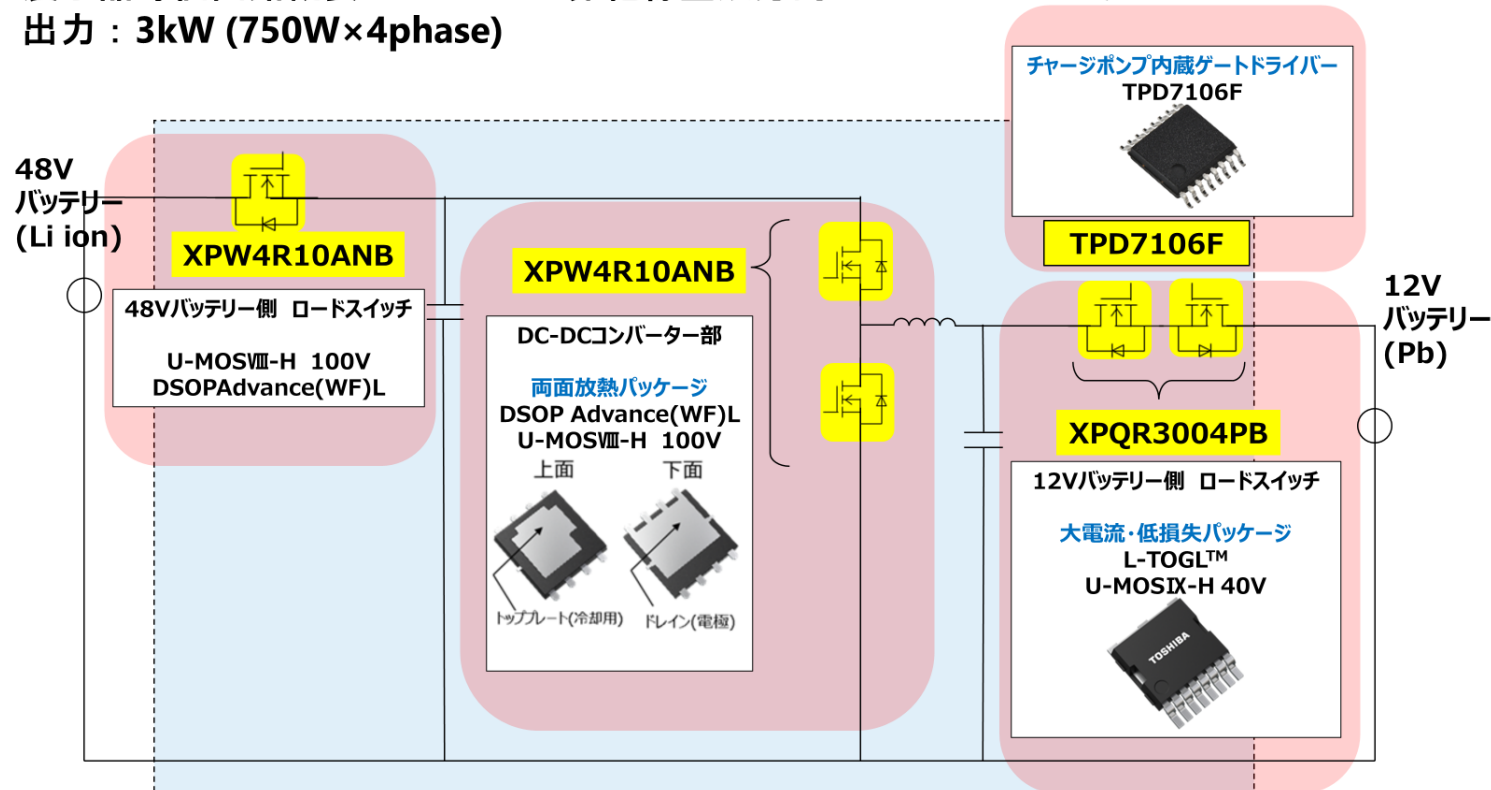 出力：3kW (750W×4phase)
チャージポンプ内蔵ゲートドライバー
TPD7106F
48V
バッテリー
(Li ion)
XPW4R10ANB
48Vバッテリー側 ロードスイッチ
U-MOSⅧ-H 100V
DSOPAdvance(WF)L
XPW4R10ANB
DC-DCコンバーター部
両面放熱パッケージ
DSOP Advance(WF)L
U-MOSⅧ-H 100V
上面
下面
トッププレート(冷却用)
ドレイン(電極)
TPD7106F
12V
バッテリー
(Pb)
XPQR3004PB
12Vバッテリー側 ロードスイッチ
大電流・低損失パッケージ
L-TOGL™
U-MOSⅨ-H 40V
TOSHIBA